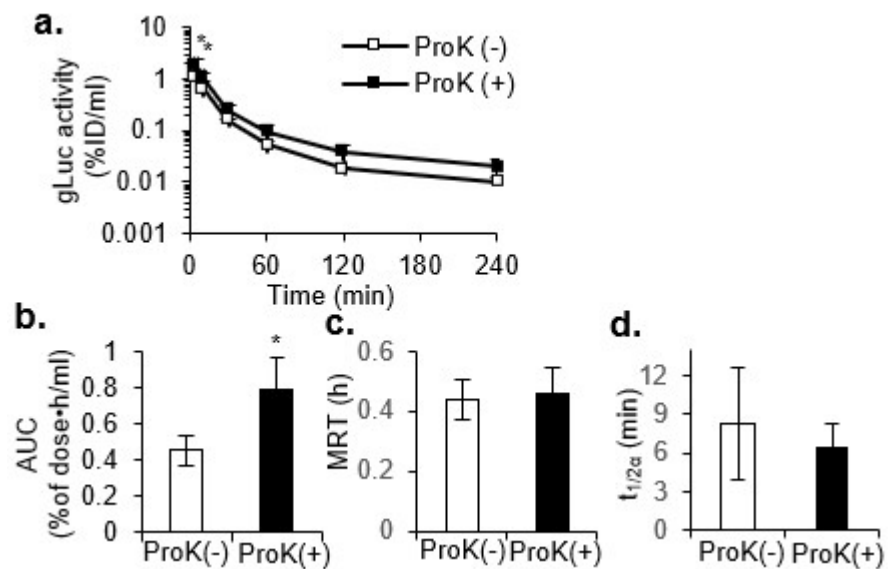 a.
gLuc activity
(%ID/ml)
10
1
0.1
0.01
0.001
* *
ProK (-)
ProK (+)
0 60 120 180 240
Time (min)
b.
AUC
(%of dose•h/ml)
1
0.8
0.6
0.4
0.2
0
*
ProK(-) ProK(+)
c.
MRT (h)
0.6
0.4
0.2
0
ProK(-) ProK(+)
d.
t1/2α (min)
12
9
6
3
0
ProK(-) ProK(+)